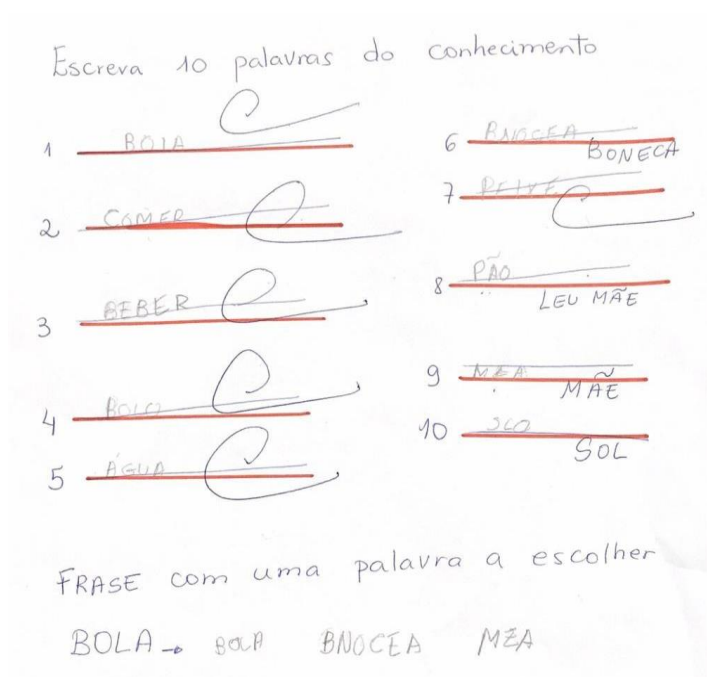 Escreva 10 palavras do conhecimento
1 BOLA
2 COMER
3 BEBER
4 BOLO
5 ÁGUA
6 BNOCEA
BONECA
7 PEIXE
8 PÃO
LEU MÃE
9 MEA
MÃE
10 SLO
SOL
FRASE com uma palavra a escolher
BOLA → BOLA BNOCEA MEA